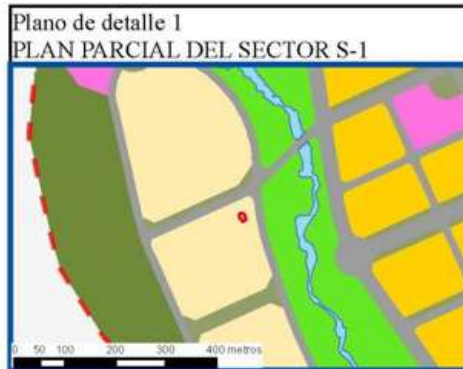 Plano de detalle 1
PLAN PARCIAL DEL SECTOR S-1
0 50 100 200 300 400 metros